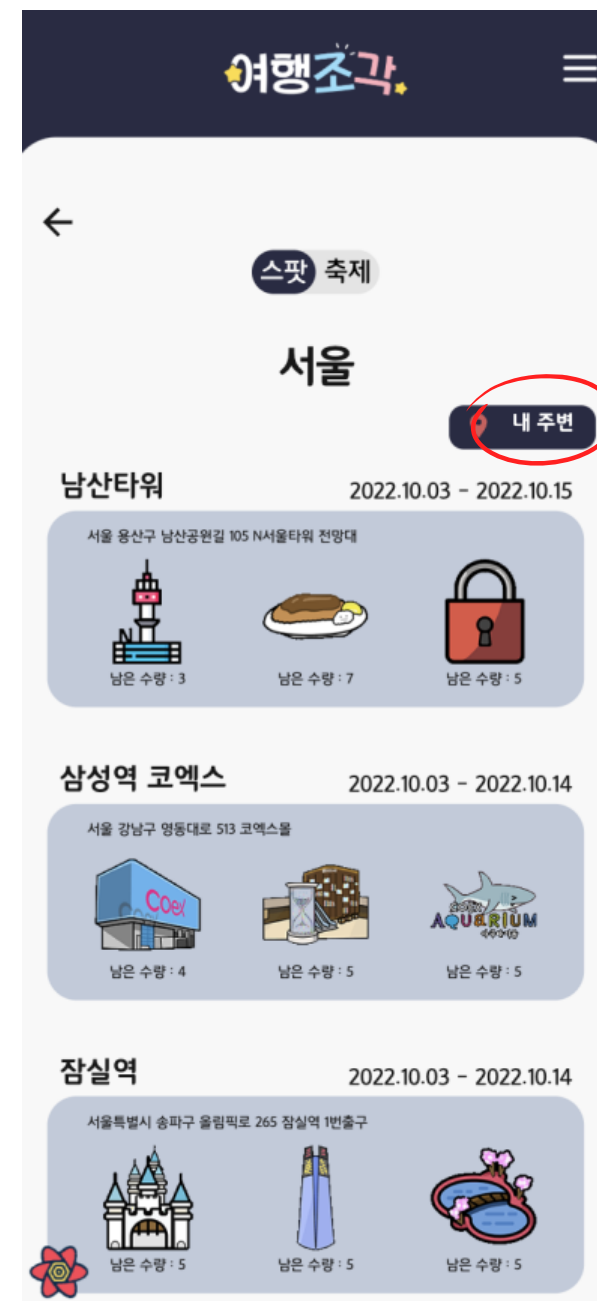 여행조각
스팟 축제
서울
내 주변
남산타워 2022.10.03 - 2022.10.15
서울 용산구 남산공원길 105 N서울타워 전망대
N
남은 수량 : 3 남은 수량 : 7 남은 수량 : 5
삼성역 코엑스 2022.10.03 - 2022.10.14
서울 강남구 영동대로 513 코엑스몰
Coex
AQUARIUM
남은 수량 : 4 남은 수량 : 5 남은 수량 : 5
잠실역 2022.10.03 - 2022.10.14
서울특별시 송파구 올림픽로 265 잠실역 1번출구
남은 수량 : 5 남은 수량 : 5 남은 수량 : 5